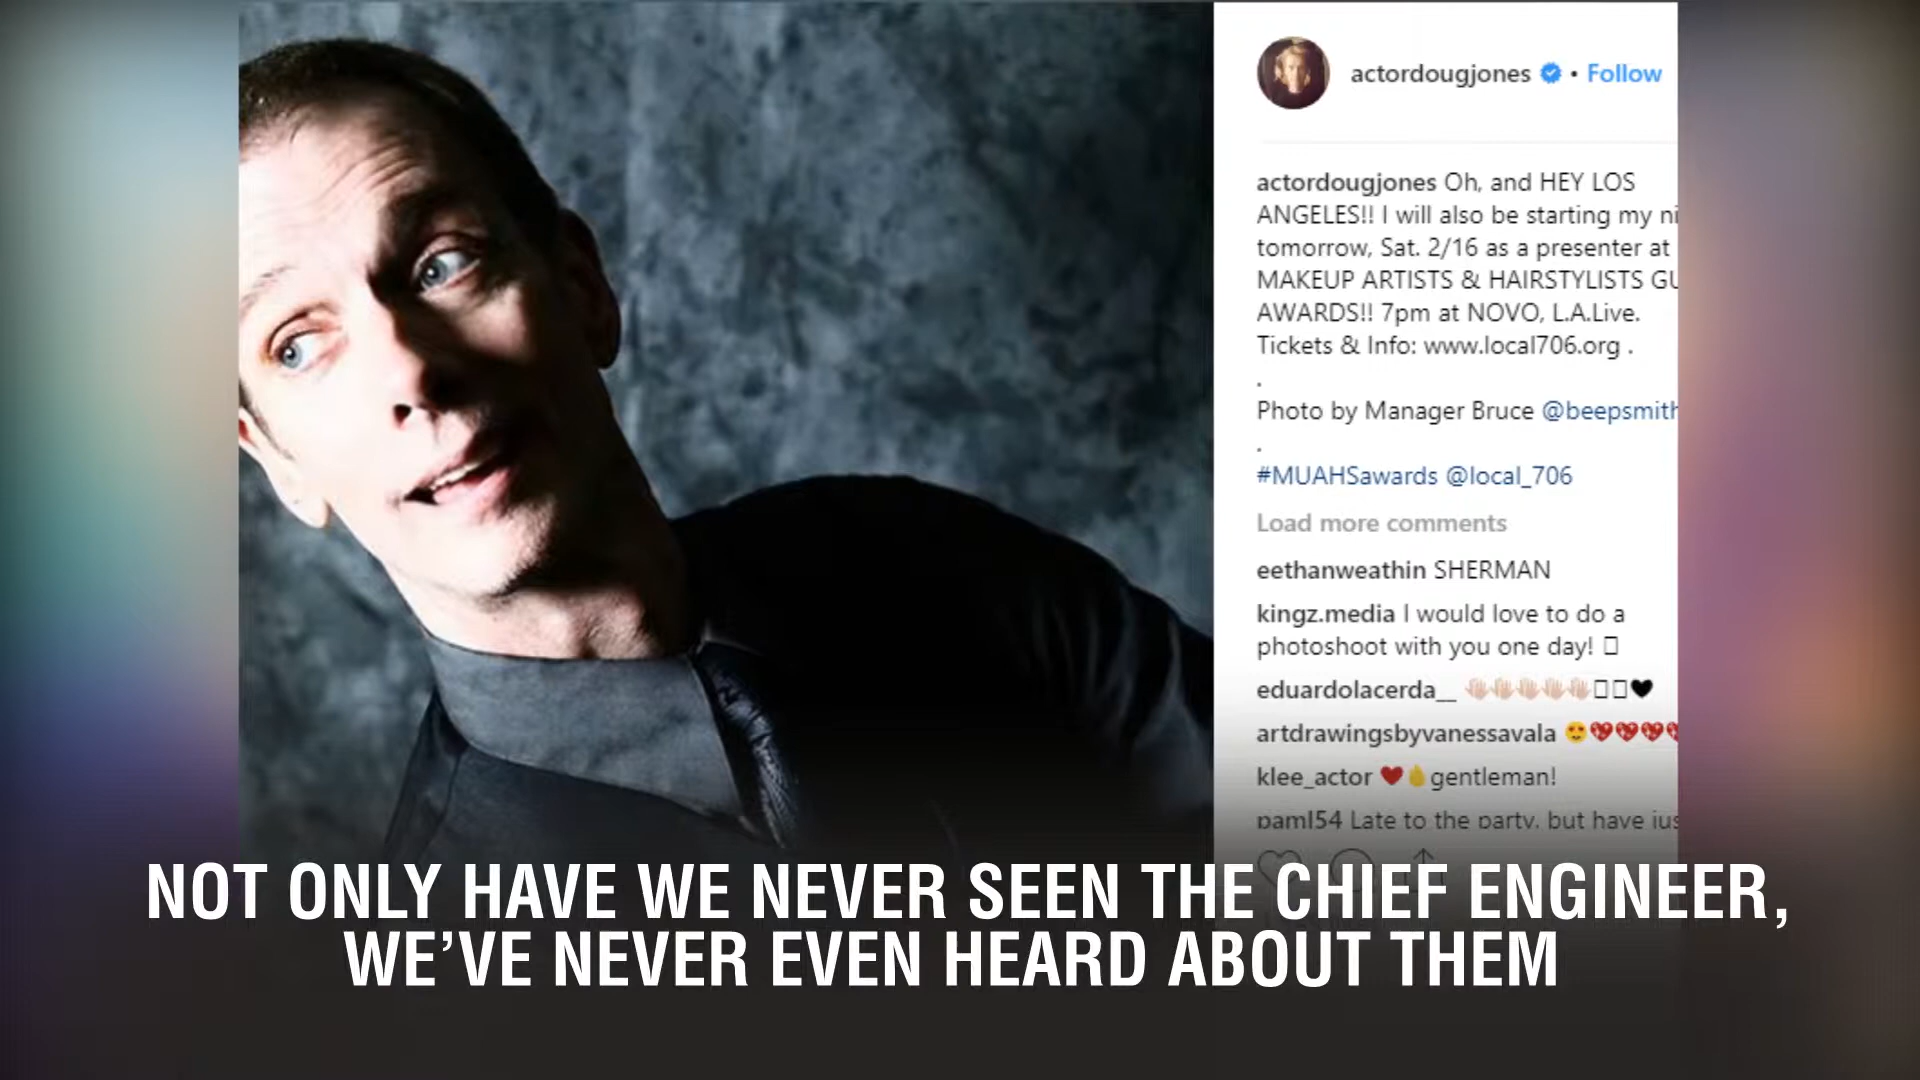 actordougjones • Follow
actordougjones Oh, and HEY LOS
ANGELES!! I will also be starting my
tomorrow, Sat. 2/16 as a presenter at
MAKEUP ARTISTS & HAIRSTYLISTS
AWARDS!! 7pm at NOVO, L.A.Live.
Tickets & Info: www.local706.org .
.
Photo by Manager Bruce @beepsmith
.
#MUAHSawards @local_706
Load more comments
eethanweathin SHERMAN
kingz.media I would love to do a
photoshoot with you one day!
eduardolacerda__ 👋🏻👋🏻👋🏻👋🏻👋🏻🖤
artdrawingsbyvanessavala 😍💖💖💖💖
klee_actor ❤️ gentleman!
paml54 Late to the party, but have
NOT ONLY HAVE WE NEVER SEEN THE CHIEF ENGINEER,
WE’VE NEVER EVEN HEARD ABOUT THEM